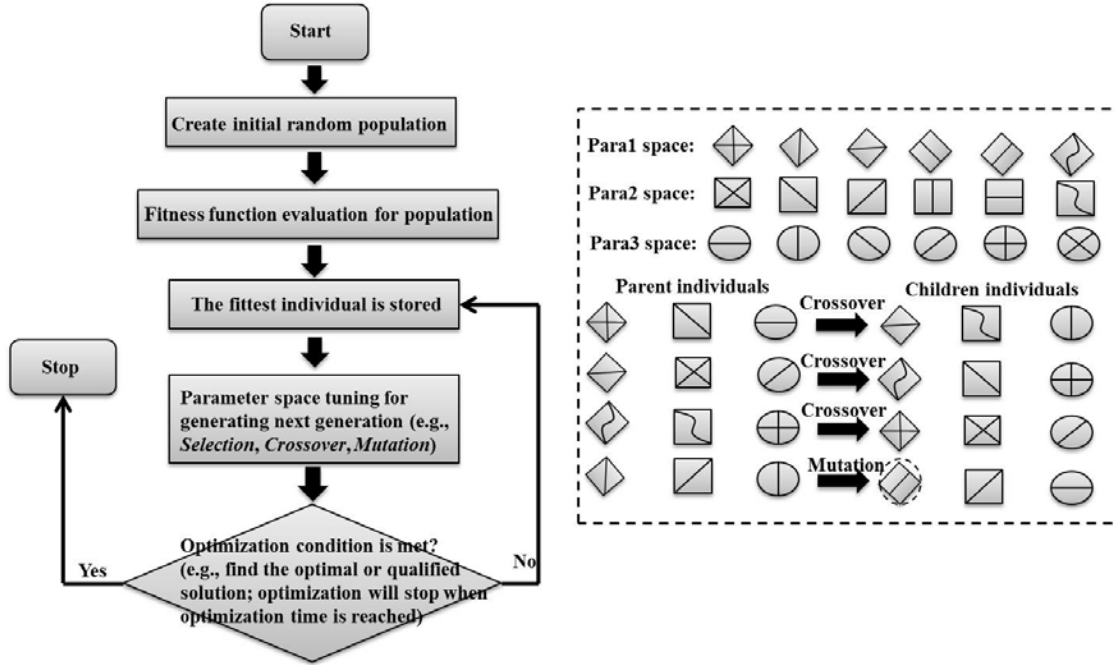 Start
Create initial random population
Fitness function evaluation for population
The fittest individual is stored
Stop
Parameter space tuning for
generating next generation (e.g.,
Selection, Crossover, Mutation)
Optimization condition is met?
(e.g., find the optimal or qualified
solution; optimization will stop when
optimization time is reached)
Yes
No
Para1 space:
Para2 space:
Para3 space:
Parent individuals
Children individuals
Crossover
Crossover
Crossover
Mutation